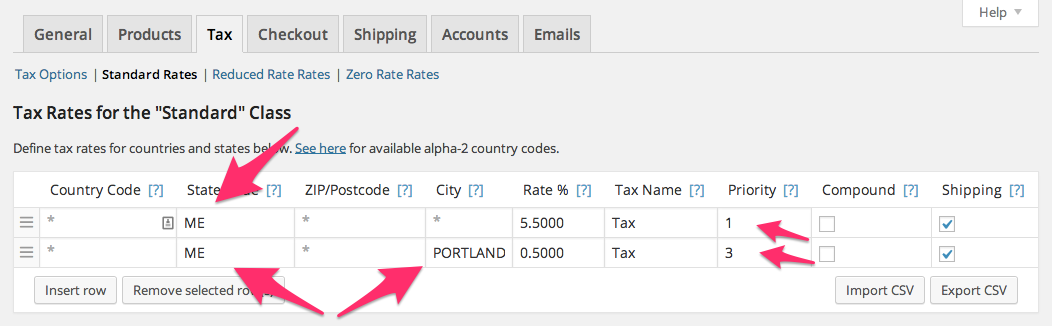 Help
General Products Tax Checkout Shipping Accounts Emails
Tax Options | Standard Rates | Reduced Rate Rates | Zero Rate Rates
Tax Rates for the "Standard" Class
Define tax rates for countries and states below. See here for available alpha-2 country codes.
Country Code [?] State [?] ZIP/Postcode [?] City [?] Rate % [?] Tax Name [?] Priority [?] Compound [?] Shipping [?]
* ME * * 5.5000 Tax 1
* ME * PORTLAND 0.5000 Tax 3
Insert row Remove selected Import CSV Export CSV